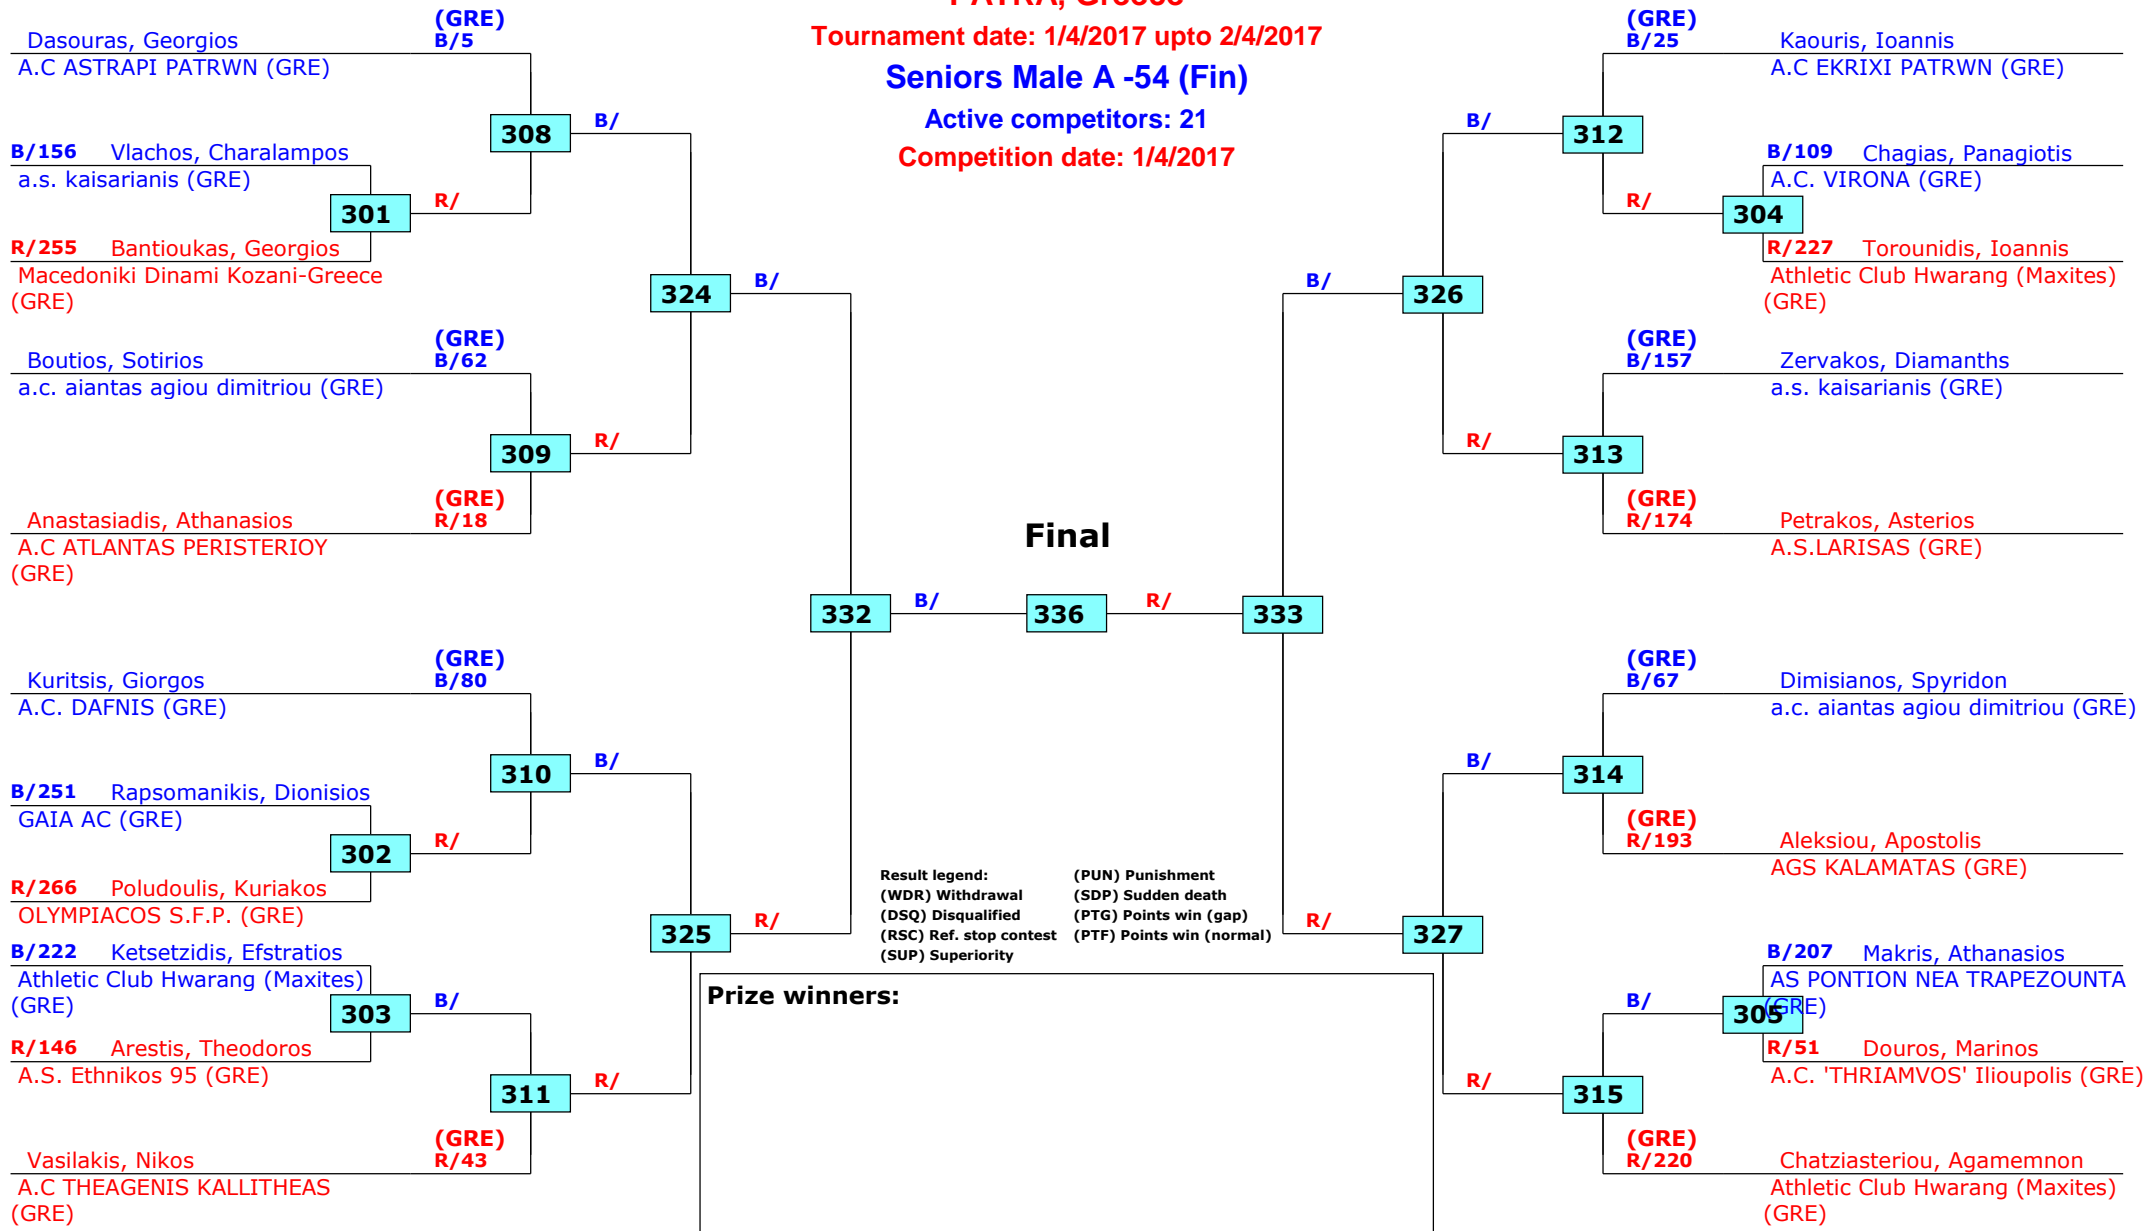 PATRA, Greece
Tournament date: 1/4/2017 upto 2/4/2017
Seniors Male A -54 (Fin)
Active competitors: 21
Competition date: 1/4/2017
(GRE)
Dasouras, Georgios B/5
A.C ASTRAPI PATRWN (GRE)
308
B/
B/156 Vlachos, Charalampos
a.s. kaisarianis (GRE)
301
R/
R/255 Bantioukas, Georgios
Macedoniki Dinami Kozani-Greece
(GRE)
324
B/
(GRE)
Boutios, Sotirios B/62
a.c. aiantas agiou dimitriou (GRE)
309
R/
(GRE)
Anastasiadis, Athanasios R/18
A.C ATLANTAS PERISTERIOY
(GRE)
332
B/
(GRE)
Kuritsis, Giorgos B/80
A.C. DAFNIS (GRE)
310
B/
B/251 Rapsomanikis, Dionisios
GAIA AC (GRE)
302
R/
R/266 Poludoulis, Kuriakos
OLYMPIACOS S.F.P. (GRE)
325
R/
B/222 Ketsetzidis, Efstratios
Athletic Club Hwarang (Maxites)
(GRE)
303
B/
R/146 Arestis, Theodoros
A.S. Ethnikos 95 (GRE)
311
R/
(GRE)
Vasilakis, Nikos R/43
A.C THEAGENIS KALLITHEAS
(GRE)
Final
336
R/
333
(GRE)
B/25 Kaouris, Ioannis
A.C EKRIXI PATRWN (GRE)
B/
312
B/109 Chagias, Panagiotis
A.C. VIRONA (GRE)
R/
304
R/227 Torounidis, Ioannis
Athletic Club Hwarang (Maxites)
(GRE)
B/
326
(GRE)
B/157 Zervakos, Diamanths
a.s. kaisarianis (GRE)
R/
313
(GRE)
R/174 Petrakos, Asterios
A.S.LARISAS (GRE)
(GRE)
B/67 Dimisianos, Spyridon
a.c. aiantas agiou dimitriou (GRE)
B/
314
(GRE)
R/193 Aleksiou, Apostolis
AGS KALAMATAS (GRE)
R/
327
B/207 Makris, Athanasios
AS PONTION NEA TRAPEZOUNTA
(GRE)
B/
305
R/51 Douros, Marinos
A.C. 'THRIAMVOS' Ilioupolis (GRE)
R/
315
(GRE)
R/220 Chatziasteriou, Agamemnon
Athletic Club Hwarang (Maxites)
(GRE)
Result legend: (PUN) Punishment
(WDR) Withdrawal (SDP) Sudden death
(DSQ) Disqualified (PTG) Points win (gap)
(RSC) Ref. stop contest (PTF) Points win (normal)
(SUP) Superiority
Prize winners: